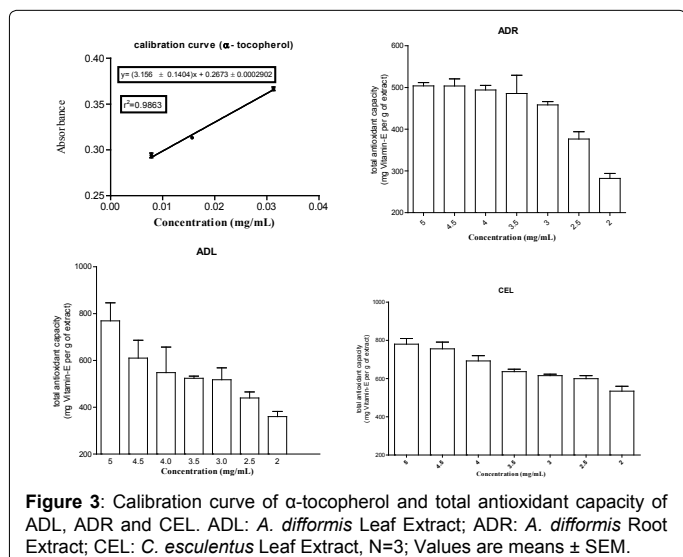 calibration curve (α- tocopherol)
y= (3.156 ± 0.1404)x + 0.2673 ± 0.0002902
r²=0.9863
0.40
0.35
0.30
0.25
Absorbance
0.00 0.01 0.02 0.03 0.04
Concentration (mg/mL)
ADR
600
500
400
300
200
total antioxidant capacity
(mg Vitamin-E per g of extract)
5 4.5 4 3.5 3 2.5 2
Concentration (mg/mL)
ADL
1000
800
600
400
200
total antioxidant capacity
(mg Vitamin-E per g of extract)
5 4.5 4.0 3.5 3.0 2.5 2
Concentration (mg/mL)
CEL
1000
800
600
400
200
total antioxidant capacity
(mg Vitamin-E per g of extract)
5 4.5 4 3.5 3 2.5 2
Concentration (mg/mL)
Figure 3: Calibration curve of α-tocopherol and total antioxidant capacity of
ADL, ADR and CEL. ADL: A. difformis Leaf Extract; ADR: A. difformis Root
Extract; CEL: C. esculentus Leaf Extract, N=3; Values are means ± SEM.